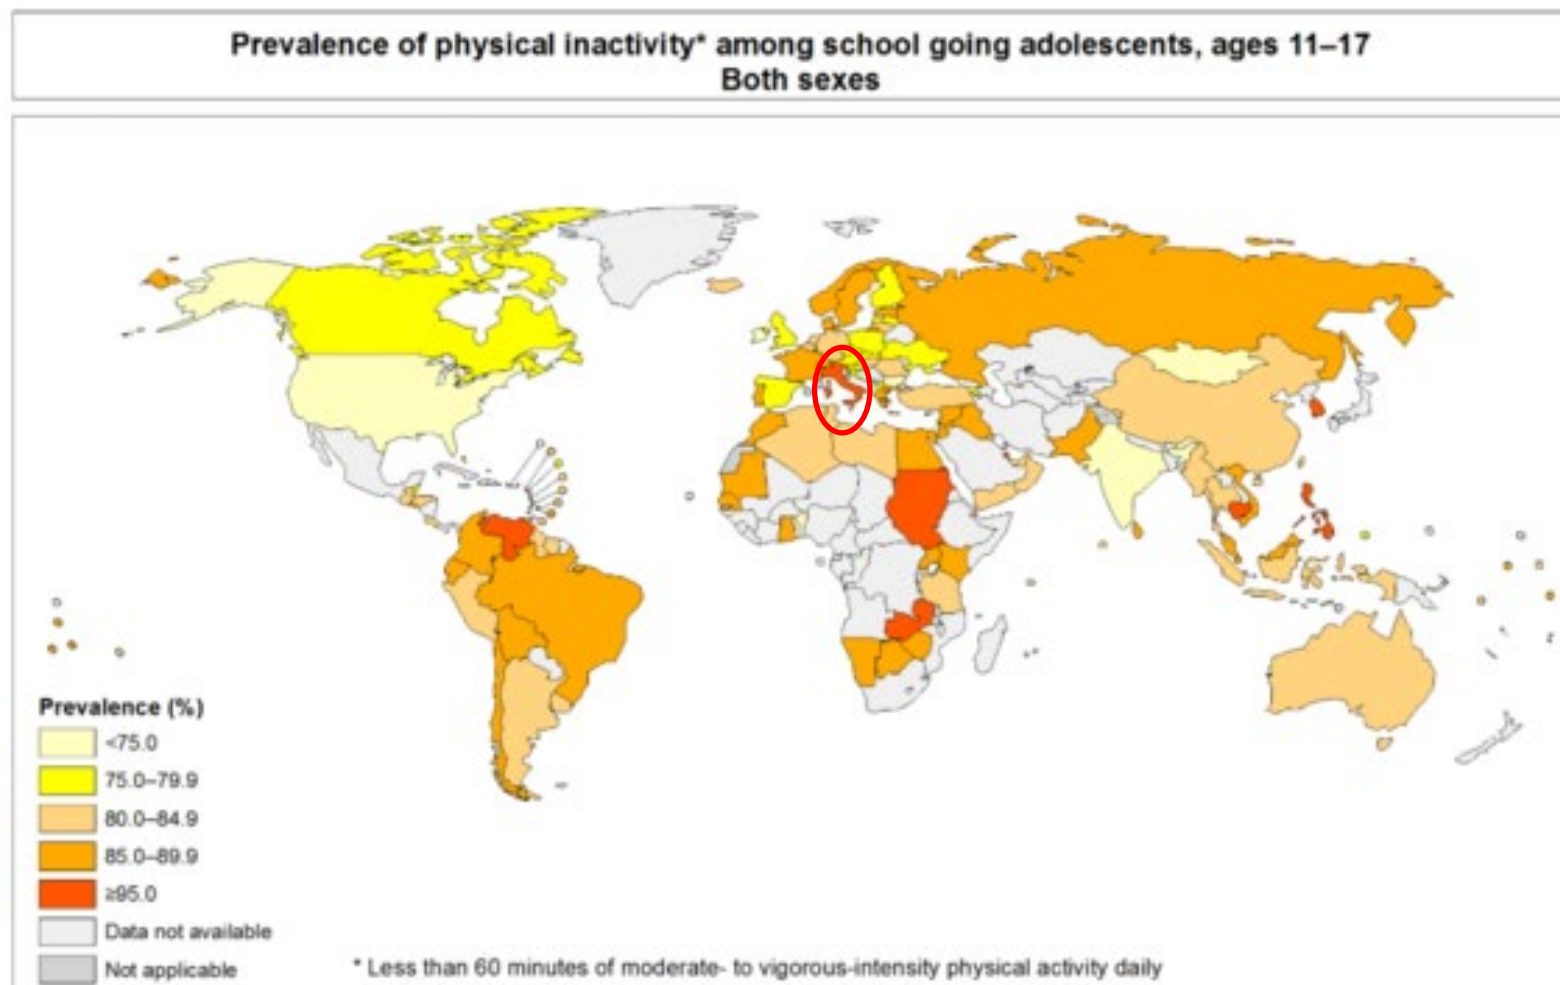 Prevalence of physical inactivity* among school going adolescents, ages 11–17
Both sexes
Prevalence (%)
<75.0
75.0–79.9
80.0–84.9
85.0–89.9
≥95.0
Data not available
Not applicable
* Less than 60 minutes of moderate- to vigorous-intensity physical activity daily